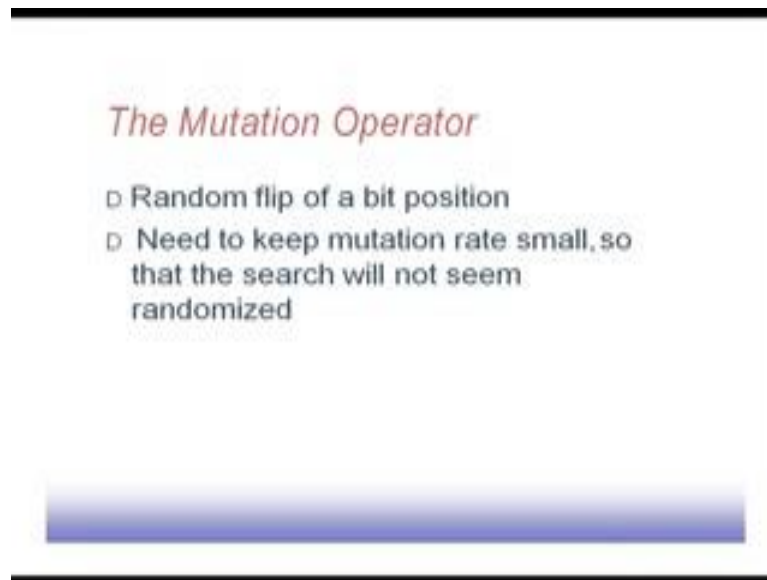 The Mutation Operator
D Random flip of a bit position
D Need to keep mutation rate small, so
that the search will not seem
randomized